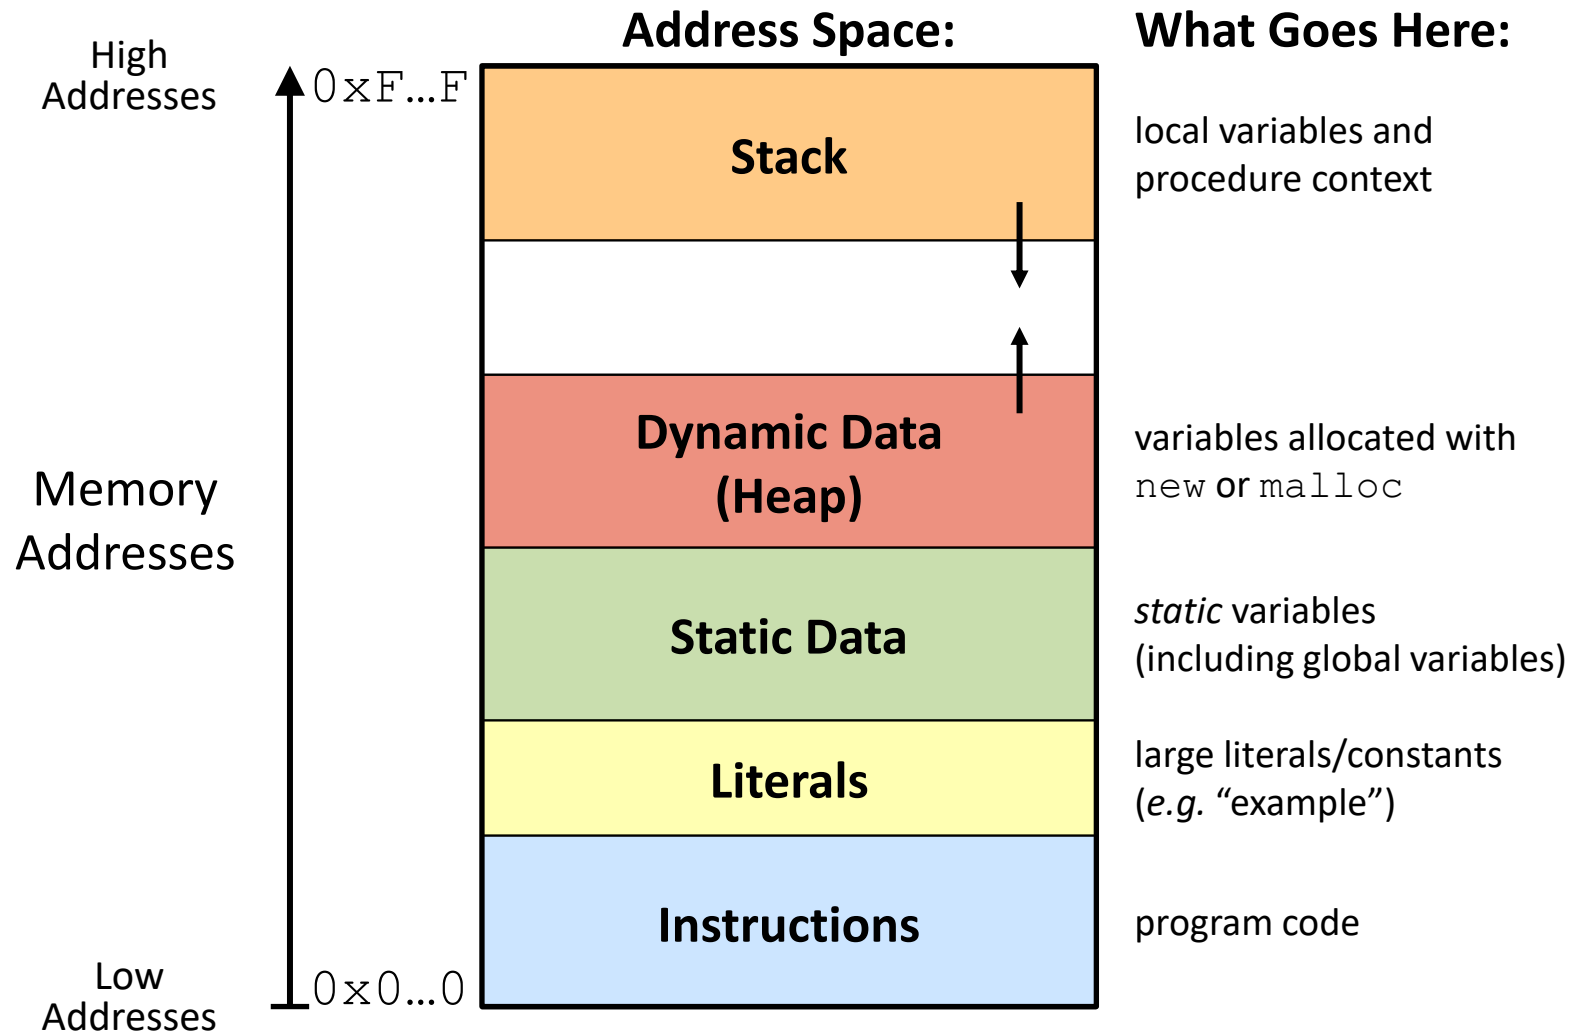 Address Space:
What Goes Here:
High
Addresses
0xF…F
Stack
local variables and
procedure context
Dynamic Data
(Heap)
variables allocated with
new or malloc
Memory
Addresses
Static Data
static variables
(including global variables)
Literals
large literals/constants
(e.g. “example”)
Instructions
program code
Low
Addresses
0x0…0